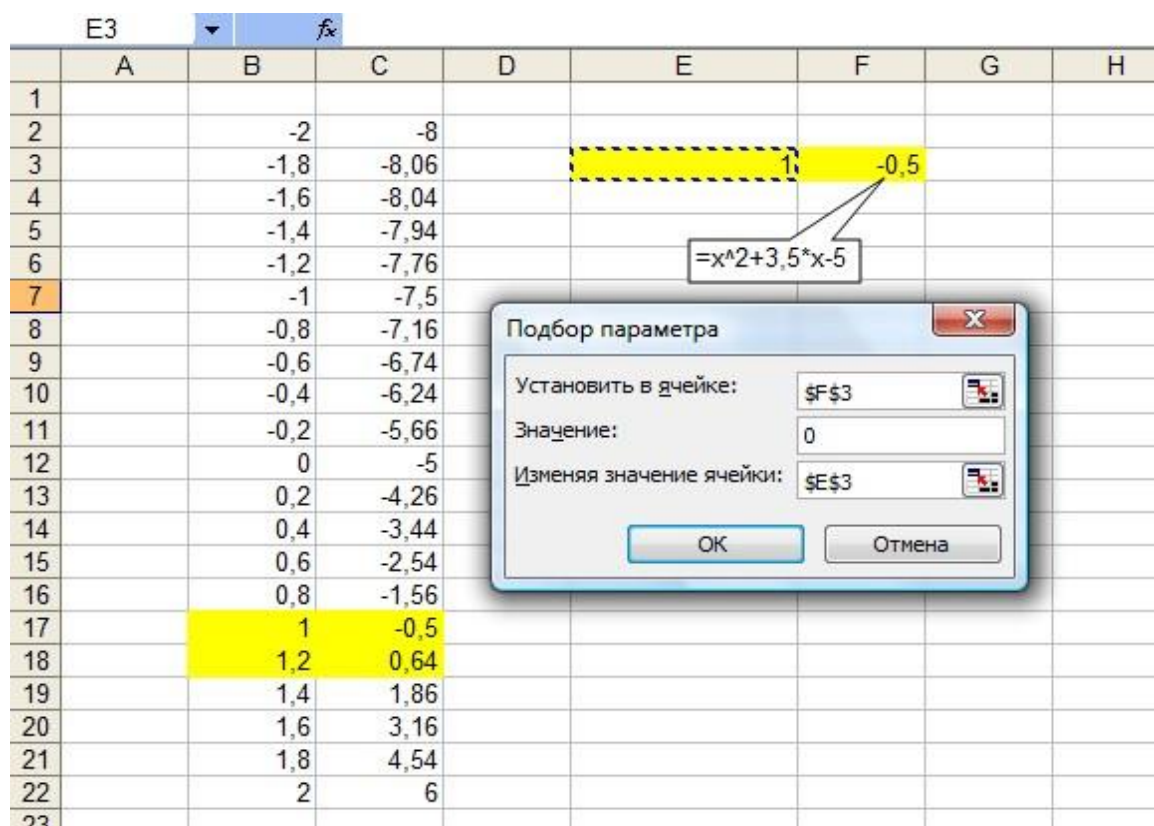 E3 fx
A B C D E F G H
1
2 -2 -8
3 -1,8 -8,06 1 -0,5
4 -1,6 -8,04
5 -1,4 -7,94
=x^2+3,5*x-5
6 -1,2 -7,76
7 -1 -7,5
8 -0,8 -7,16
9 -0,6 -6,74
10 -0,4 -6,24
11 -0,2 -5,66
12 0 -5
13 0,2 -4,26
14 0,4 -3,44
15 0,6 -2,54
16 0,8 -1,56
17 1 -0,5
18 1,2 0,64
19 1,4 1,86
20 1,6 3,16
21 1,8 4,54
22 2 6
23
Подбор параметра
Установить в ячейке: $F$3
Значение: 0
Изменяя значение ячейки: $E$3
ОК Отмена